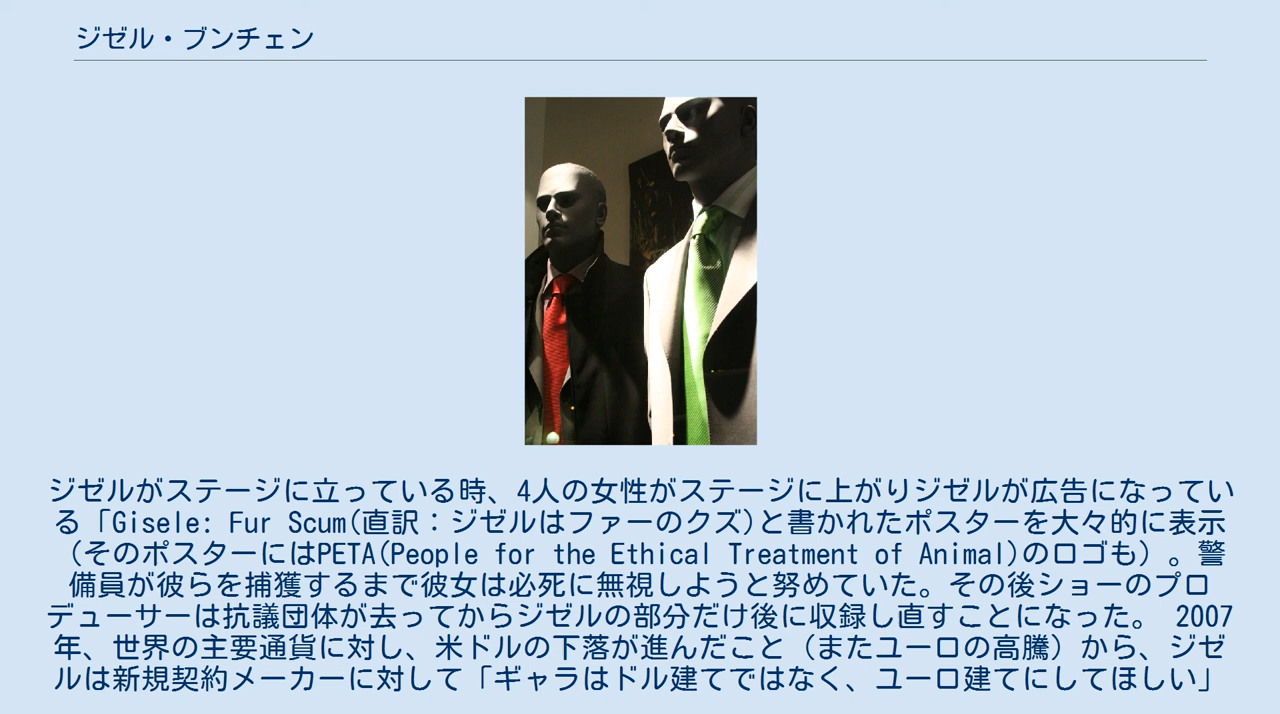 ジゼル・ブンチェン
ジゼルがステージに立っている時、4人の女性がステージに上がりジゼルが広告になってい
る「Gisele: Fur Scum(直訳：ジゼルはファーのクズ)と書かれたポスターを大々的に表示
（そのポスターにはPETA(People for the Ethical Treatment of Animal)のロゴも）。警
備員が彼らを捕獲するまで彼女は必死に無視しようと努めていた。その後ショーのプロ
デューサーは抗議団体が去ってからジゼルの部分だけ後に収録し直すことになった。 2007
年、世界の主要通貨に対し、米ドルの下落が進んだこと（またユーロの高騰）から、ジゼ
ルは新規契約メーカーに対して「ギャラはドル建てではなく、ユーロ建てにしてほしい」